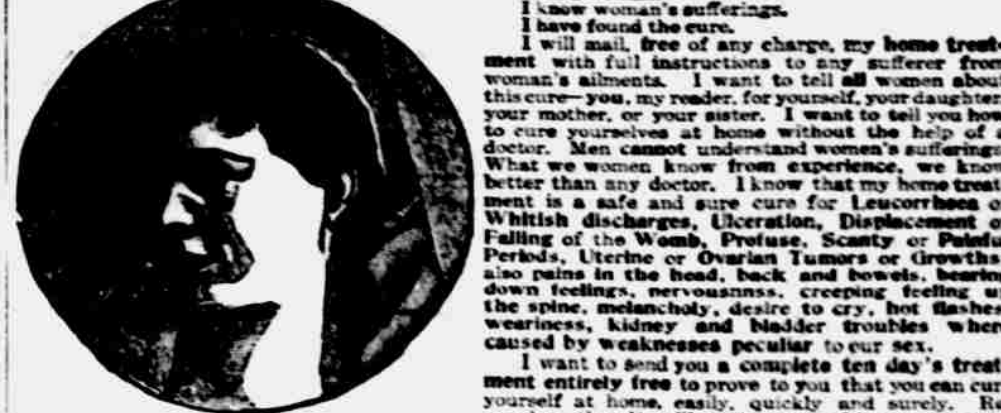 I know woman's sufferings.
I have found the cure.
I will mail, free of any charge, my home treat-
ment with full instructions to any sufferer from
woman's ailments. I want to tell all women about
this cure—you, my reader, for yourself, your daughter,
your mother, or your sister. I want to tell you how
to cure yourselves at home without the help of a
doctor. Men cannot understand women's sufferings.
What we women know from experience, we know
better than any doctor. I know that my home treat-
ment is a safe and sure cure for Leucorrhoea or
Whitish discharges, Ulceration, Displacement or
Falling of the Womb, Profuse, Scanty or Painful
Periods, Uterine or Ovarian Tumors or Growths,
also pains in the head, back and bowels, bearing
down feelings, nervousnnss, creeping feeling up
the spine, melancholy, desire to cry, hot flashes,
weariness, kidney and bladder troubles where
caused by weaknesses peculiar to our sex.
I want to send you a complete ten day's treat-
ment entirely free to prove to you that you can cure
yourself at home, easily, quickly and surely. Re